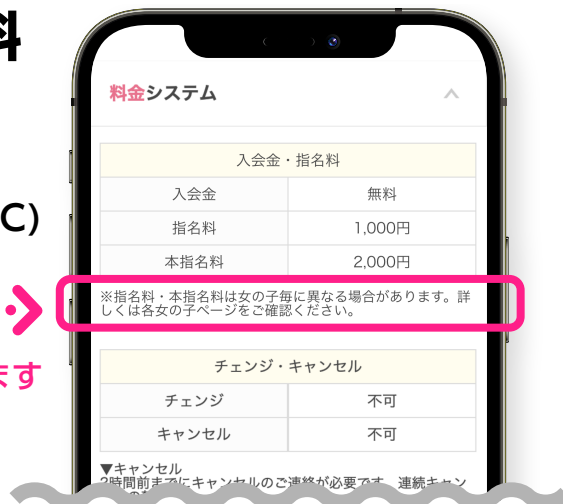 料
料金システム
入会金・指名料
入会金 無料
指名料 1,000円
本指名料 2,000円
C)
※指名料・本指名料は女の子毎に異なる場合があります。詳
しくは各女の子ページをご確認ください。
ます
チェンジ・キャンセル
チェンジ 不可
キャンセル 不可
▼キャンセル
2時間前までにキャンセルのご連絡が必要です。連続キャン